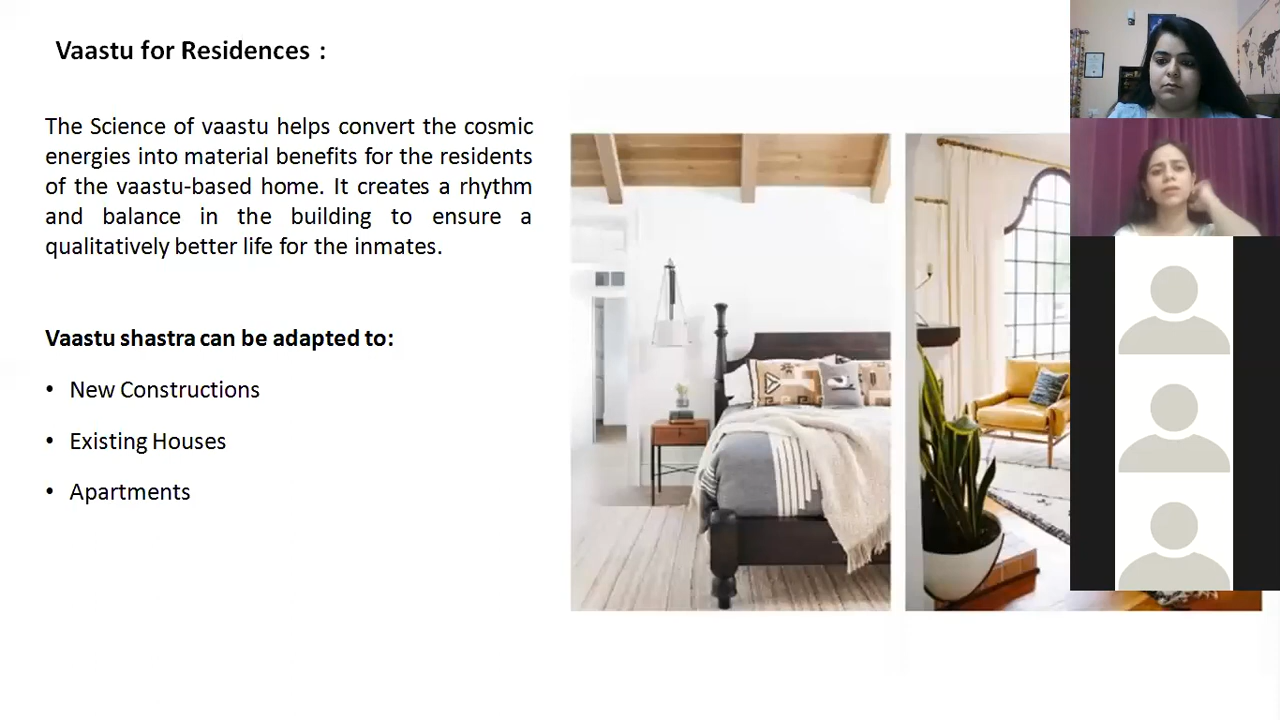 Vaastu for Residences :
The Science of vaastu helps convert the cosmic
energies into material benefits for the residents
of the vaastu-based home. It creates a rhythm
and balance in the building to ensure a
qualitatively better life for the inmates.
Vaastu shastra can be adapted to:
• New Constructions
• Existing Houses
• Apartments